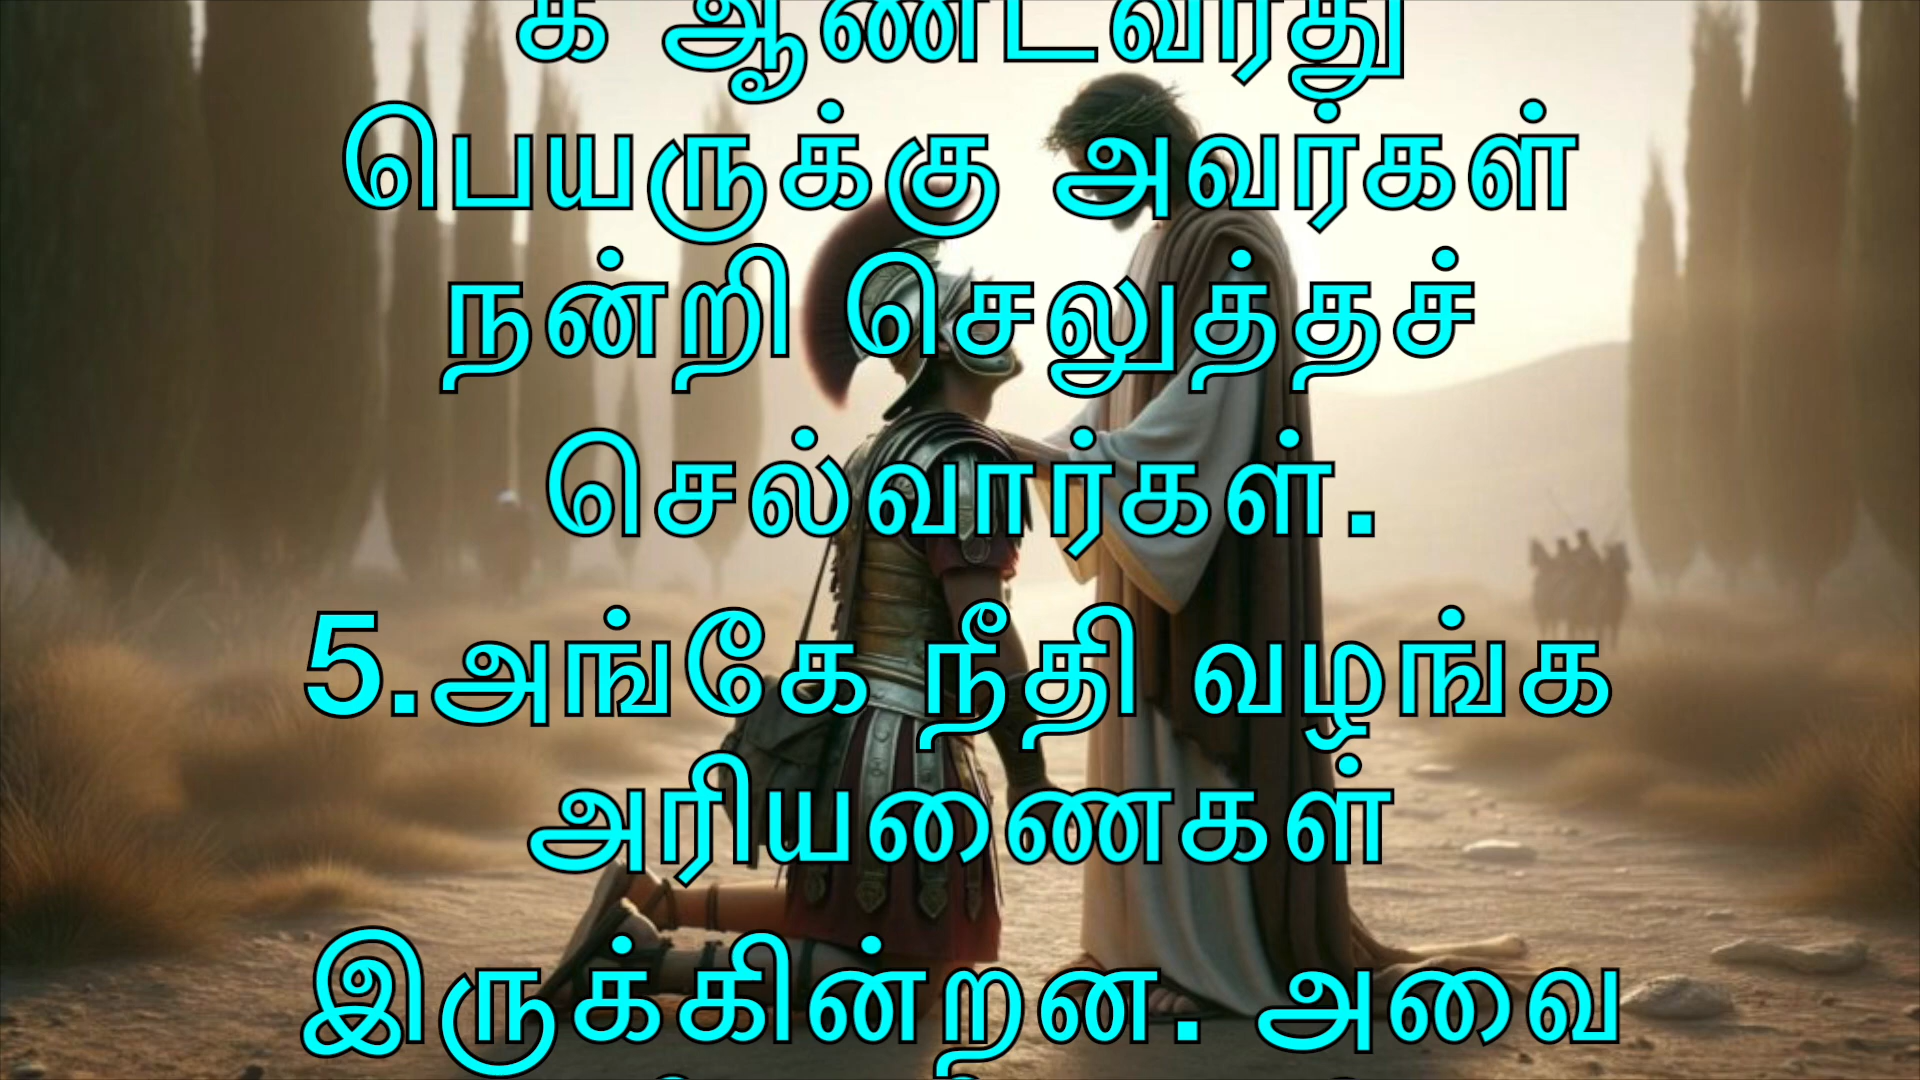 க ஆண்டவரது
பெயருக்கு அவர்கள்
நன்றி செலுத்தச்
செல்வார்கள்.
5.அங்கே நீதி வழங்க
அரியணைகள்
இருக்கின்றன. அவை